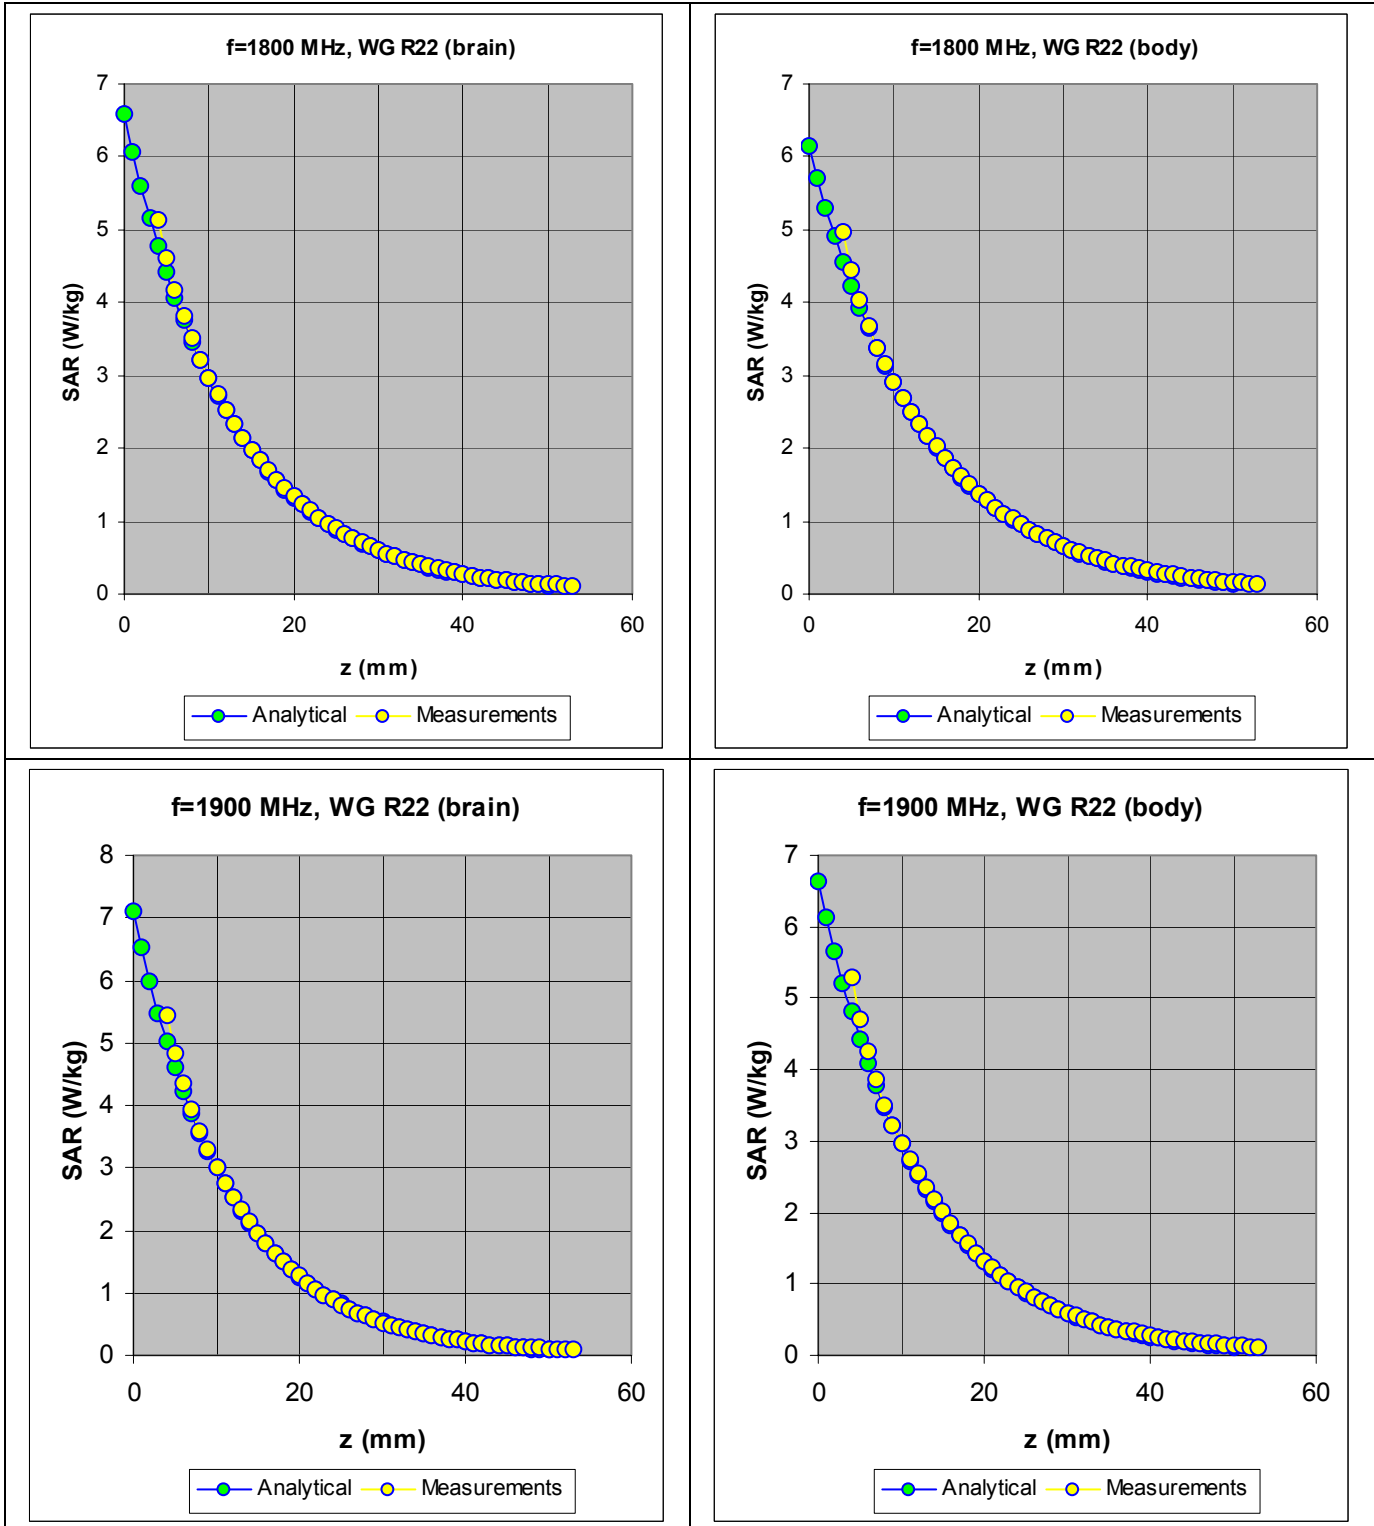 f=1800 MHz, WG R22 (brain)
7
6
5
4
3
2
1
0
SAR (W/kg)
0 20 40 60
z (mm)
Analytical Measurements
f=1800 MHz, WG R22 (body)
7
6
5
4
3
2
1
0
SAR (W/kg)
0 20 40 60
z (mm)
Analytical Measurements
f=1900 MHz, WG R22 (brain)
8
7
6
5
4
3
2
1
0
SAR (W/kg)
0 20 40 60
z (mm)
Analytical Measurements
f=1900 MHz, WG R22 (body)
7
6
5
4
3
2
1
0
SAR (W/kg)
0 20 40 60
z (mm)
Analytical Measurements